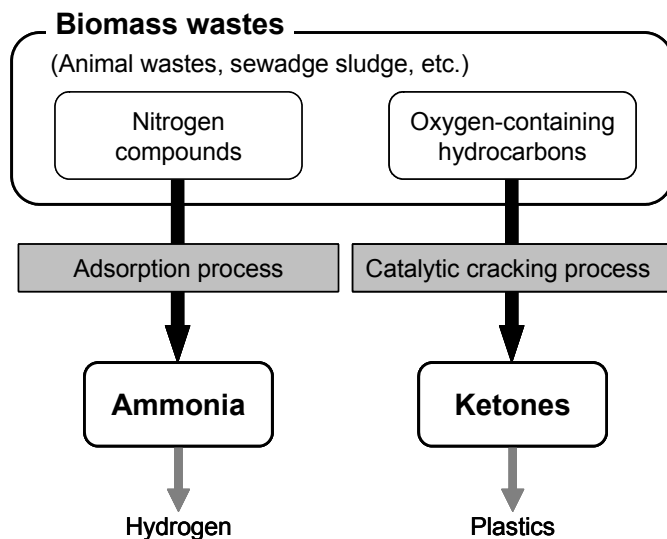 Biomass wastes
(Animal wastes, sewadge sludge, etc.)
Nitrogen
compounds
Oxygen-containing
hydrocarbons
Adsorption process
Catalytic cracking process
Ammonia
Ketones
Hydrogen
Plastics